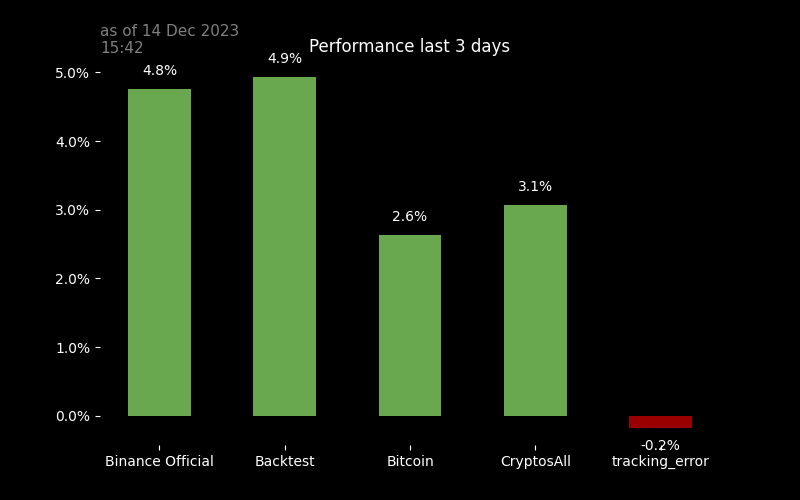 as of 14 Dec 2023
15:42
Performance last 3 days
5.0%
4.0%
3.0%
2.0%
1.0%
0.0%
4.8%
4.9%
2.6%
3.1%
-0.2%
Binance Official
Backtest
Bitcoin
CryptosAll
tracking_error